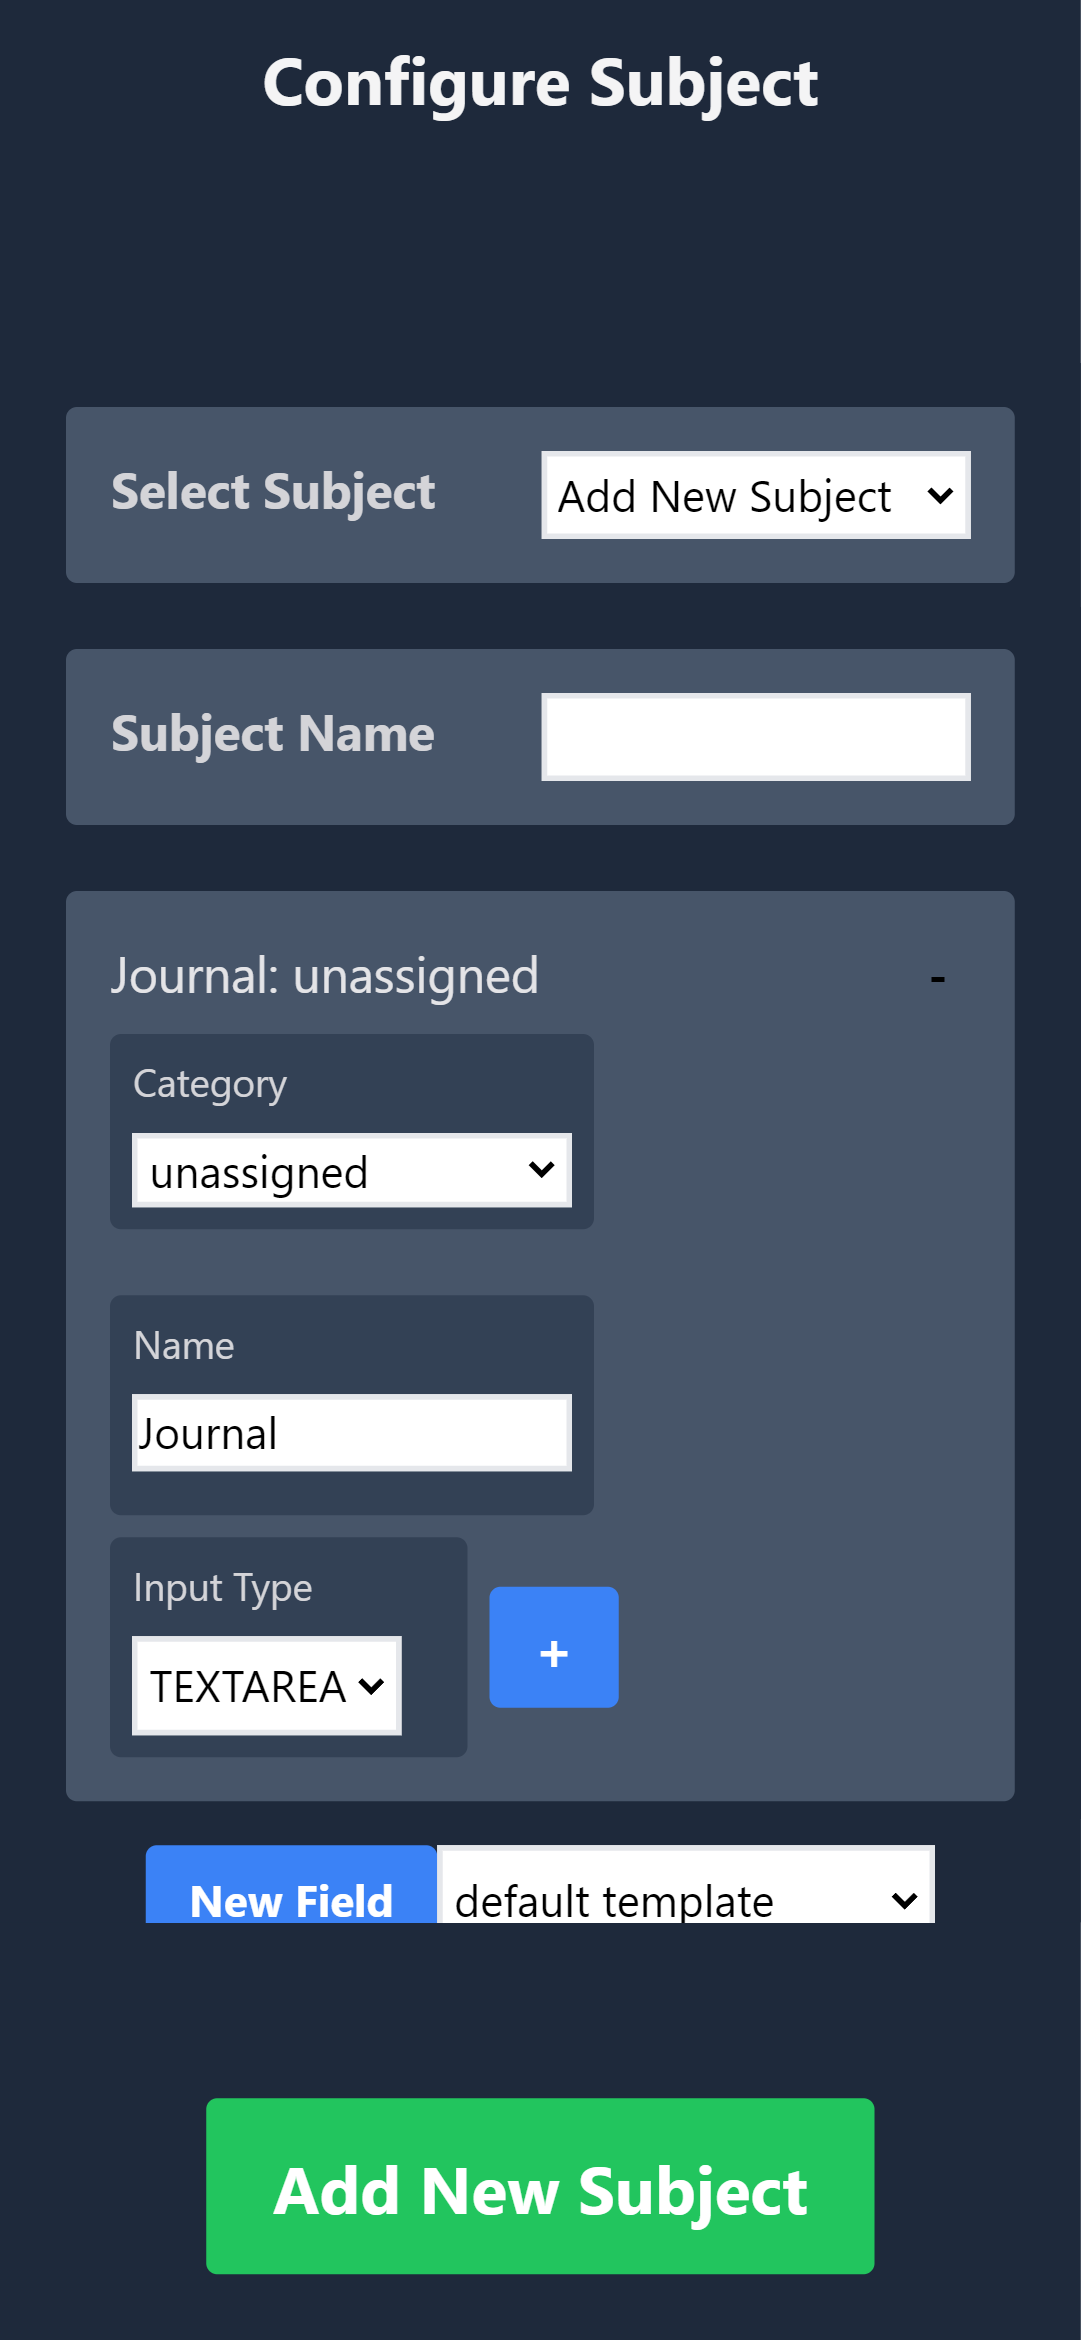 Configure Subject
Select Subject Add New Subject
Subject Name
Journal: unassigned -
Category
unassigned
Name
Journal
Input Type
TEXTAREA +
New Field default template
Add New Subject